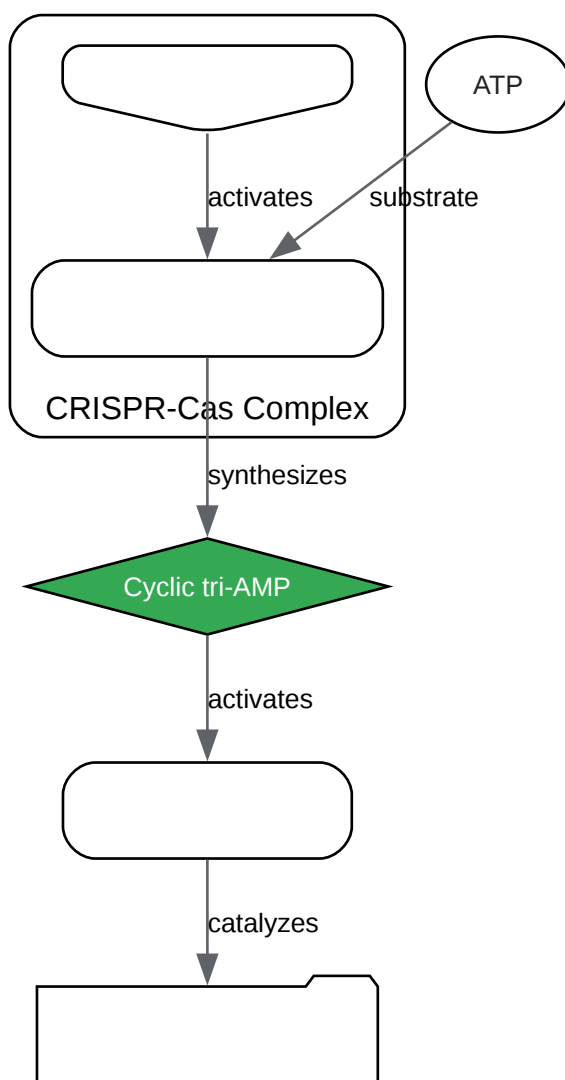 ATP
activates
substrate
CRISPR-Cas Complex
synthesizes
Cyclic tri-AMP
activates
catalyzes